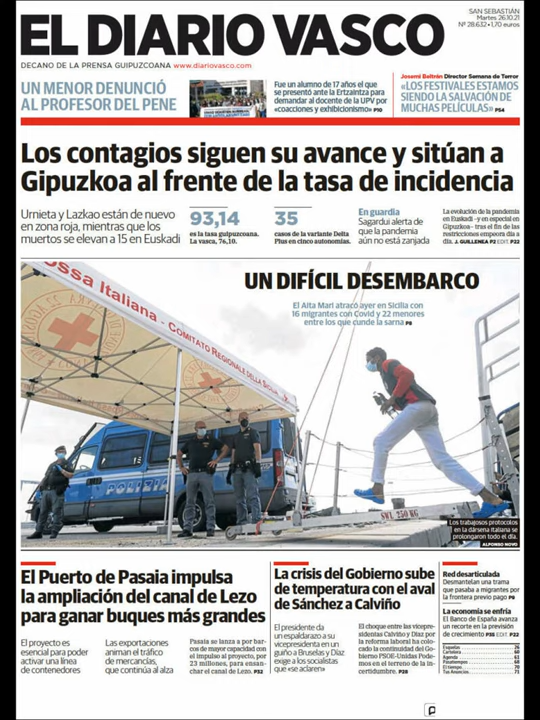 SAN SEBASTIÁN
Martes 26.10.21
Nº 28.632 • 1,70 euros
EL DIARIO VASCO
DECANO DE LA PRENSA GUIPUZCOANA www.diariovasco.com
UN MENOR DENUNCIÓ
AL PROFESOR DEL PENE
Fue un alumno de 17 años el que
se presentó ante la Ertzaintza para
demandar al docente de la UPV por
«coacciones y exhibicionismo» P10
Josemi Beltrán Director Semana de Terror
«LOS FESTIVALES ESTAMOS
SIENDO LA SALVACIÓN DE
MUCHAS PELÍCULAS» P54
Los contagios siguen su avance y sitúan a
Gipuzkoa al frente de la tasa de incidencia
Urnieta y Lazkao están de nuevo
en zona roja, mientras que los
muertos se elevan a 15 en Euskadi
93,14
es la tasa guipuzcoana.
La vasca, 76,10.
35
casos de la variante Delta
Plus en cinco autonomías.
En guardia
Sagardui alerta de
que la pandemia
aún no está zanjada
La evolución de la pandemia
en Euskadi –y en especial en
Gipuzkoa– tras el fin de las
restricciones empeora día a
día. J. GUILLENEA P2 EDIT. P22
UN DIFÍCIL DESEMBARCO
El Aita Mari atracó ayer en Sicilia con
16 migrantes con Covid y 22 menores
entre los que cunde la sarna P8
ossa Italiana - COMITATO REGIONALE DELLA SICILIA
POLIZIA
SWL 250 KG
Los trabajosos protocolos
en la dársena italiana se
prolongaron todo el día.
ALFONSO NOVO
El Puerto de Pasaia impulsa
la ampliación del canal de Lezo
para ganar buques más grandes
El proyecto es
esencial para poder
activar una línea
de contenedores
Las exportaciones
animan el tráfico
de mercancías,
que continúa al alza
Pasaia se lanza a por bar-
cos de mayor capacidad con
el impulso al proyecto, por
23 millones, para ensan-
char el canal de Lezo. P32
La crisis del Gobierno sube
de temperatura con el aval
de Sánchez a Calviño
El presidente da
un espaldarazo a su
vicepresidenta en un
guiño a Bruselas y Díaz
exige a los socialistas
que «se aclaren»
El choque entre las vicepre-
sidentas Calviño y Díaz por
la reforma laboral ha colo-
cado la continuidad del Go-
bierno PSOE-Unidas Pode-
mos en el terreno de la in-
certidumbre. P28
Red desarticulada
Desmantelan una trama
que pasaba a migrantes por
la frontera previo pago P8
La economía se enfría
El Banco de España avanza
un recorte en la previsión
de crecimiento P35 EDIT. P22
Esquelas 26
Cartelera 60
Agenda 61
Pasatiempos 68
El tiempo 70
Tus Anuncios 71